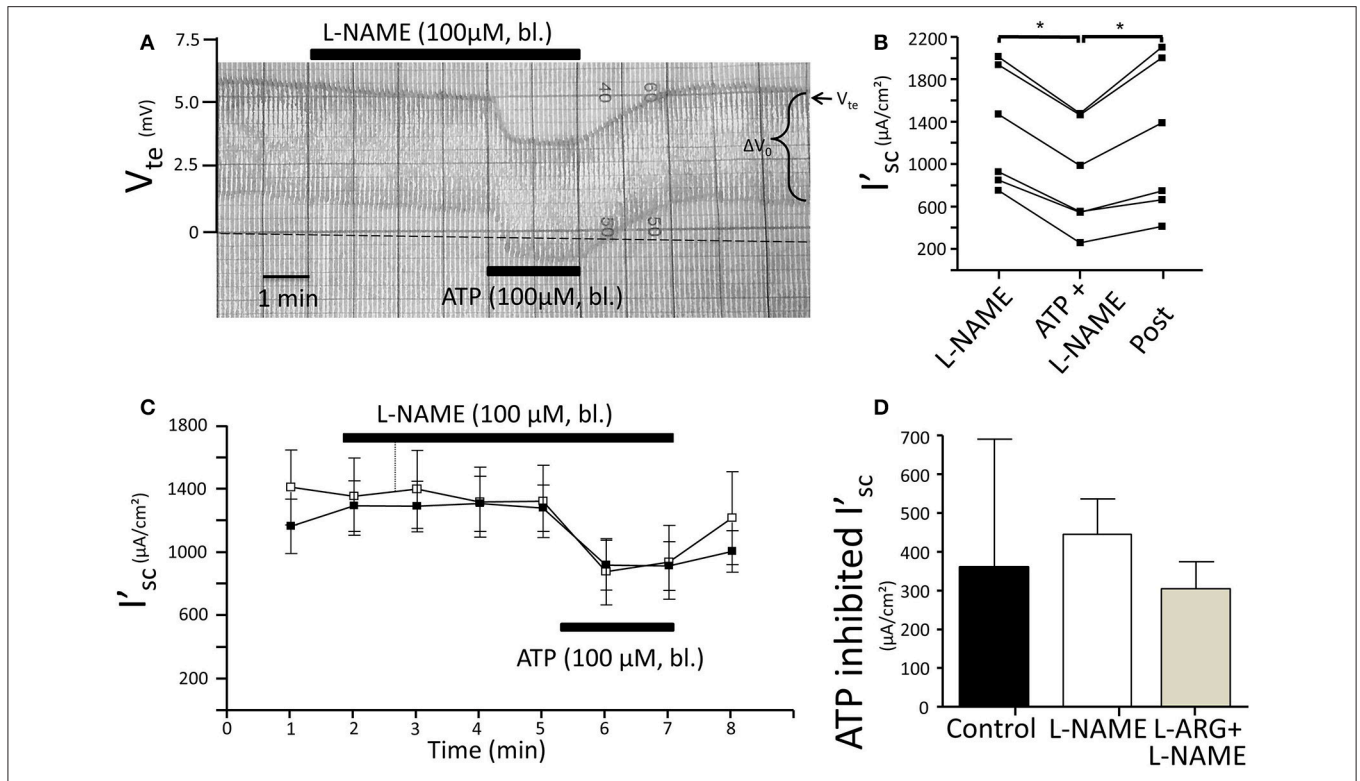 A
L-NAME (100µM, bl.)
7.5
5.0
2.5
0
Vte (mV)
40
60
50
50
Vte
ΔV0
1 min
ATP (100µM, bl.)
B
*
*
2200
1800
1400
1000
600
200
I'sc (µA/cm²)
L-NAME
ATP +
L-NAME
Post
C
L-NAME (100 µM, bl.)
1800
1400
1000
600
200
I'sc (µA/cm²)
ATP (100 µM, bl.)
0
1
2
3
4
5
6
7
8
Time (min)
D
700
600
500
400
300
200
100
0
ATP inhibited I'sc
(µA/cm²)
Control
L-NAME
L-ARG+
L-NAME